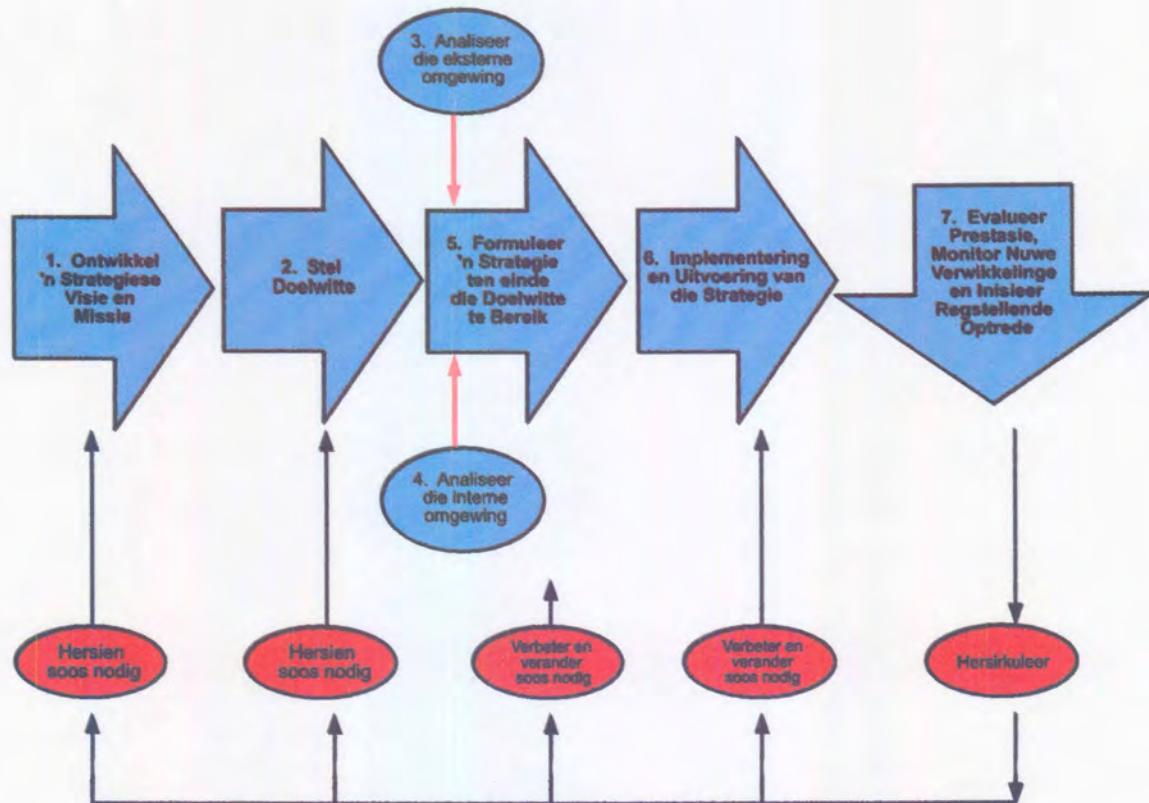 3. Analiseer
die eksterne
omgewing
1. Ontwikkel
'n Strategiese
Visie en
Missie
2. Stel
Doelwitte
5. Formuleer
'n Strategie
ten einde
die Doelwitte
te Bereik
6. Implementering
en Uitvoering van
die Strategie
7. Evalueer
Prestasie,
Monitor Nuwe
Verwikkelinge
en Inisieer
Regstellende
Optrede
4. Analiseer
die interne
omgewing
Hersien
soos nodig
Hersien
soos nodig
Verbeter en
verander
soos nodig
Verbeter en
verander
soos nodig
Hersirkuleer